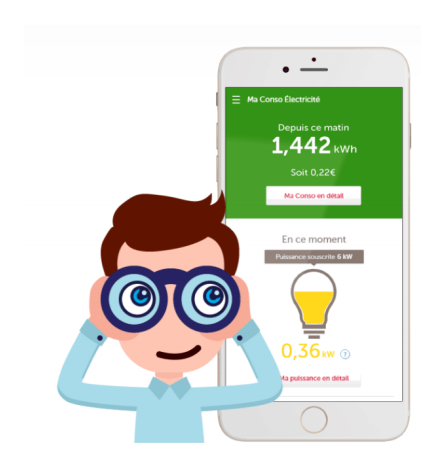 Ma Conso Électricité
Depuis ce matin
1,442 kWh
Soit 0,22€
Ma Conso en détail
En ce moment
Puissance souscrite 6 kW
0,36 kW ?
Ma puissance en détail